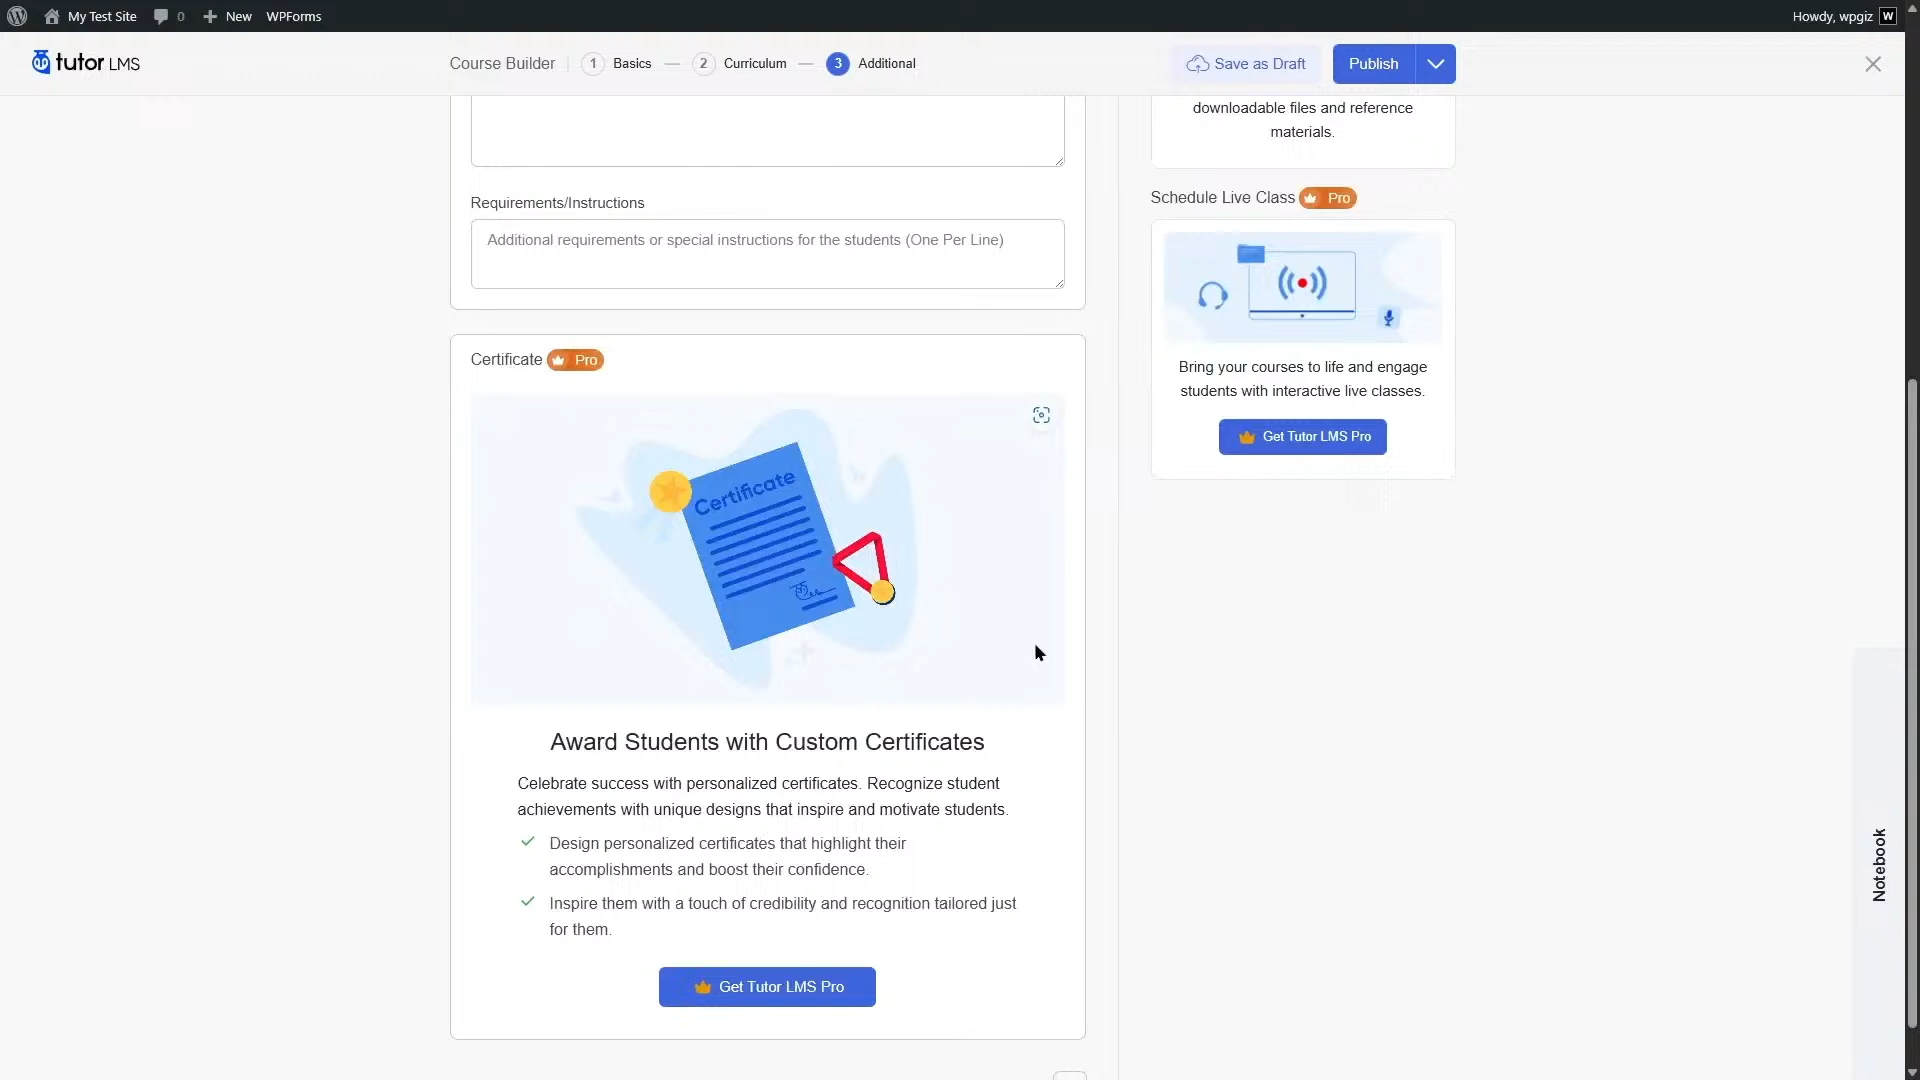 My Test Site 0 New WPForms Howdy, wpgiz W
tutor LMS Course Builder 1 Basics 2 Curriculum 3 Additional Save as Draft Publish
downloadable files and reference
materials.
Requirements/Instructions
Additional requirements or special instructions for the students (One Per Line)
Schedule Live Class Pro
Bring your courses to life and engage
students with interactive live classes.
Get Tutor LMS Pro
Certificate Pro
Certificate
Award Students with Custom Certificates
Celebrate success with personalized certificates. Recognize student
achievements with unique designs that inspire and motivate students.
Design personalized certificates that highlight their
accomplishments and boost their confidence.
Inspire them with a touch of credibility and recognition tailored just
for them.
Get Tutor LMS Pro
Notebook